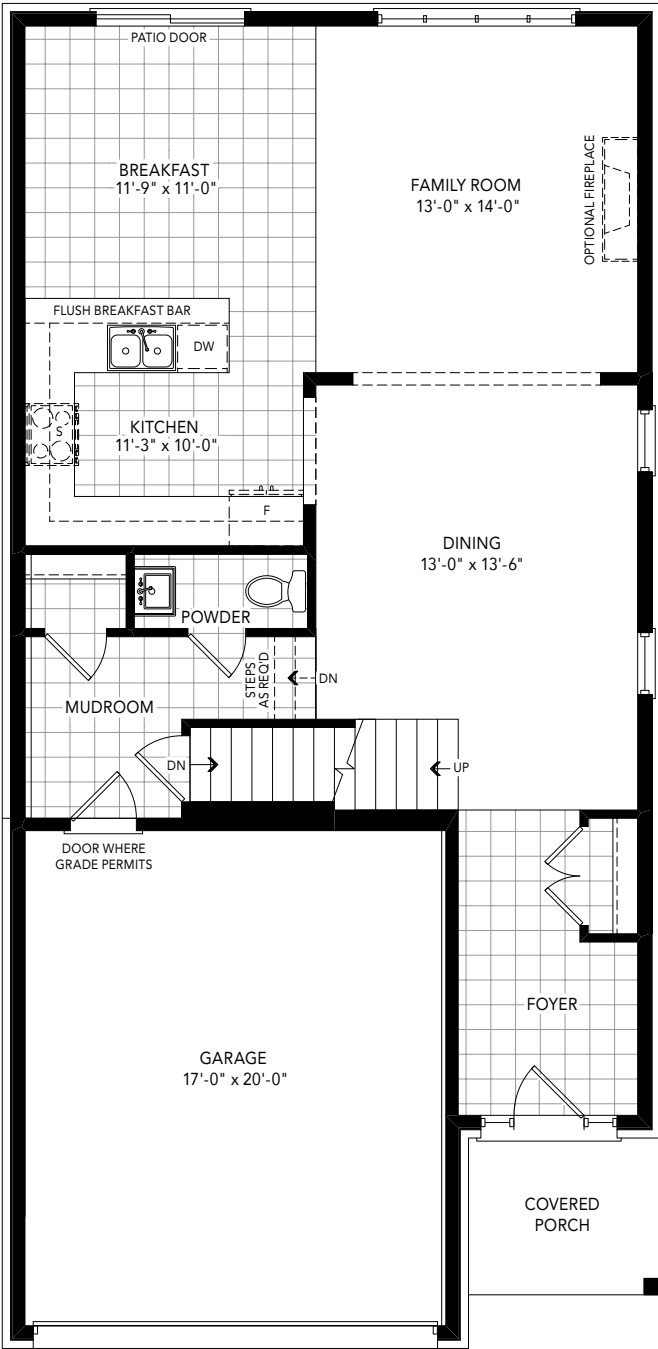 PATIO DOOR
BREAKFAST
11'-9" x 11'-0"
FAMILY ROOM
13'-0" x 14'-0"
OPTIONAL FIREPLACE
FLUSH BREAKFAST BAR
DW
S
KITCHEN
11'-3" x 10'-0"
F
DINING
13'-0" x 13'-6"
POWDER
STEPS
AS REQ'D
DN
MUDROOM
DN
UP
DOOR WHERE
GRADE PERMITS
FOYER
GARAGE
17'-0" x 20'-0"
COVERED
PORCH